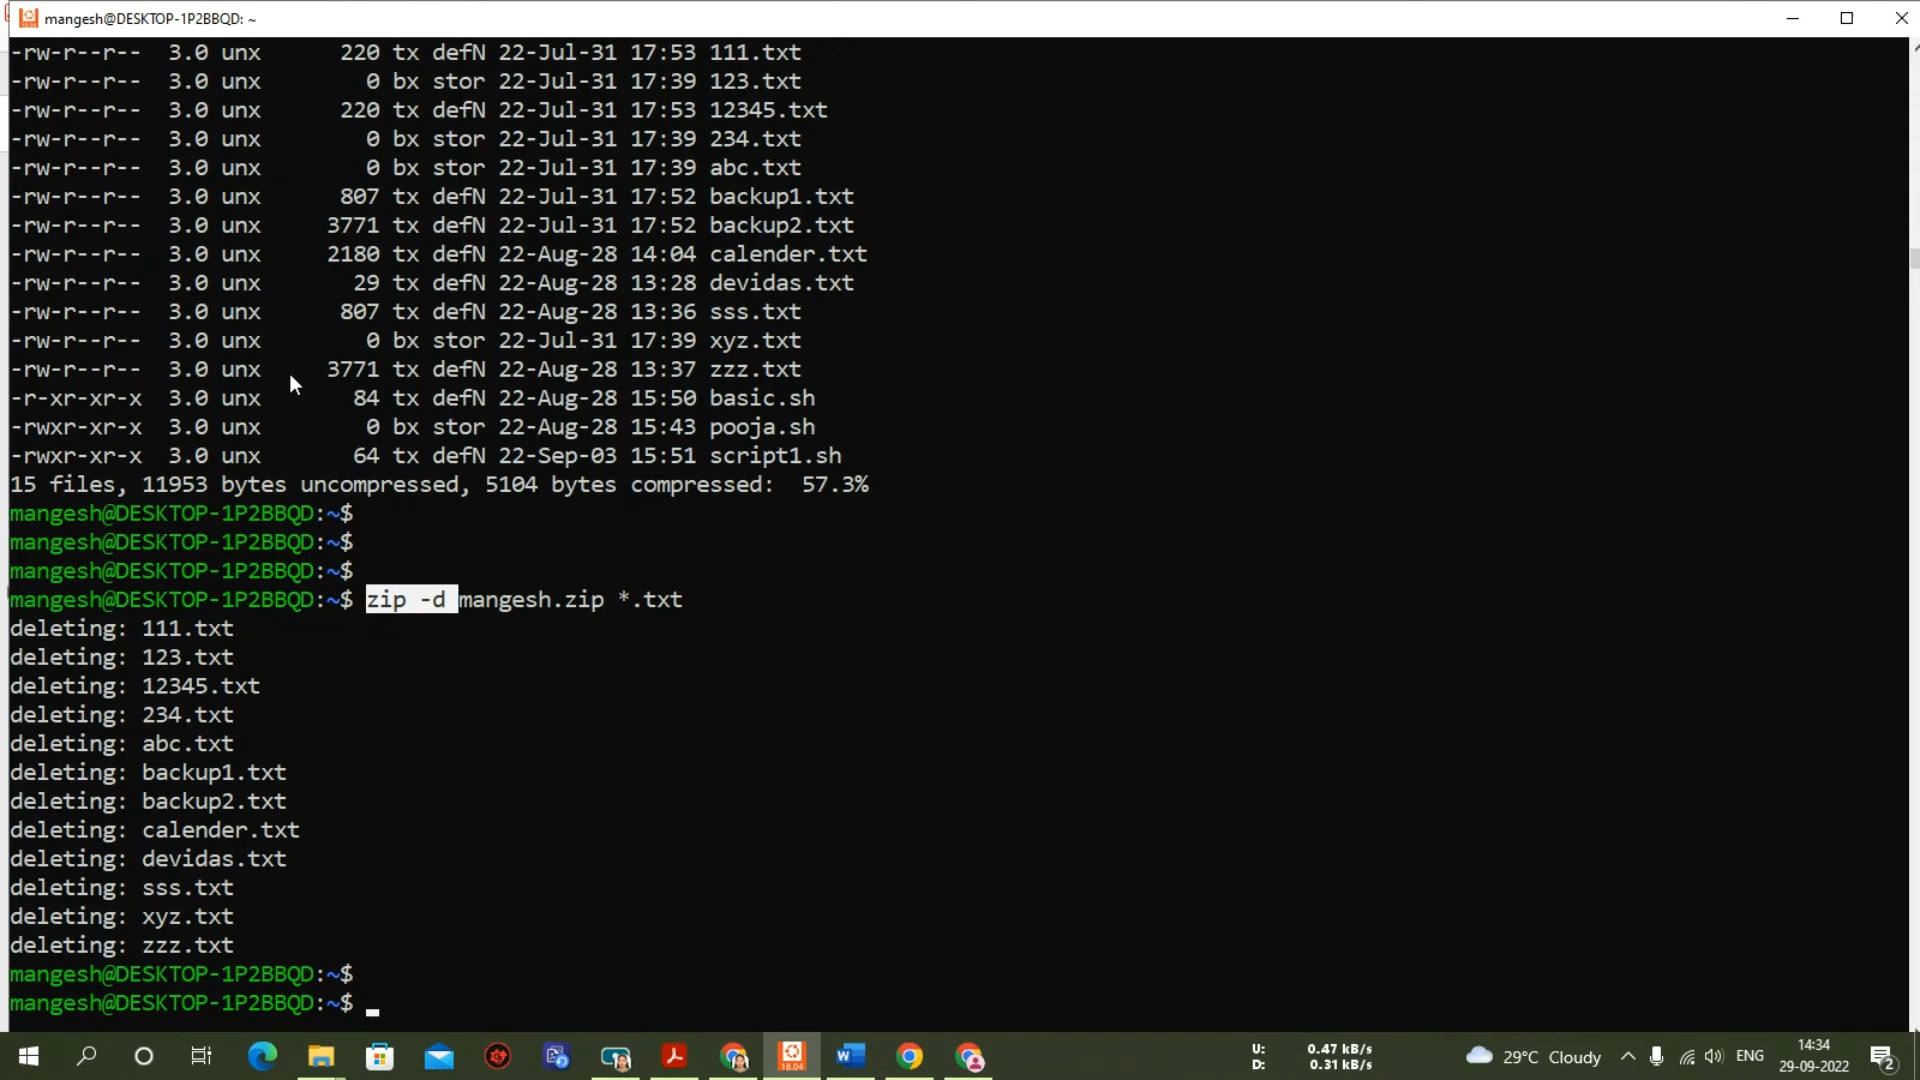 mangesh@DESKTOP-1P2BBQD: ~
-rw-r--r--  3.0 unx      220 tx defN 22-Jul-31 17:53 111.txt
-rw-r--r--  3.0 unx        0 bx stor 22-Jul-31 17:39 123.txt
-rw-r--r--  3.0 unx      220 tx defN 22-Jul-31 17:53 12345.txt
-rw-r--r--  3.0 unx        0 bx stor 22-Jul-31 17:39 234.txt
-rw-r--r--  3.0 unx        0 bx stor 22-Jul-31 17:39 abc.txt
-rw-r--r--  3.0 unx      807 tx defN 22-Jul-31 17:52 backup1.txt
-rw-r--r--  3.0 unx     3771 tx defN 22-Jul-31 17:52 backup2.txt
-rw-r--r--  3.0 unx     2180 tx defN 22-Aug-28 14:04 calender.txt
-rw-r--r--  3.0 unx       29 tx defN 22-Aug-28 13:28 devidas.txt
-rw-r--r--  3.0 unx      807 tx defN 22-Aug-28 13:36 sss.txt
-rw-r--r--  3.0 unx        0 bx stor 22-Jul-31 17:39 xyz.txt
-rw-r--r--  3.0 unx     3771 tx defN 22-Aug-28 13:37 zzz.txt
-r-xr-xr-x  3.0 unx       84 tx defN 22-Aug-28 15:50 basic.sh
-rwxr-xr-x  3.0 unx        0 bx stor 22-Aug-28 15:43 pooja.sh
-rwxr-xr-x  3.0 unx       64 tx defN 22-Sep-03 15:51 script1.sh
15 files, 11953 bytes uncompressed, 5104 bytes compressed:  57.3%
mangesh@DESKTOP-1P2BBQD:~$
mangesh@DESKTOP-1P2BBQD:~$
mangesh@DESKTOP-1P2BBQD:~$
mangesh@DESKTOP-1P2BBQD:~$ zip -d mangesh.zip *.txt
deleting: 111.txt
deleting: 123.txt
deleting: 12345.txt
deleting: 234.txt
deleting: abc.txt
deleting: backup1.txt
deleting: backup2.txt
deleting: calender.txt
deleting: devidas.txt
deleting: sss.txt
deleting: xyz.txt
deleting: zzz.txt
mangesh@DESKTOP-1P2BBQD:~$
mangesh@DESKTOP-1P2BBQD:~$
U: 0.47 kB/s
D: 0.31 kB/s
29°C Cloudy
ENG
14:34
29-09-2022
2
18.04